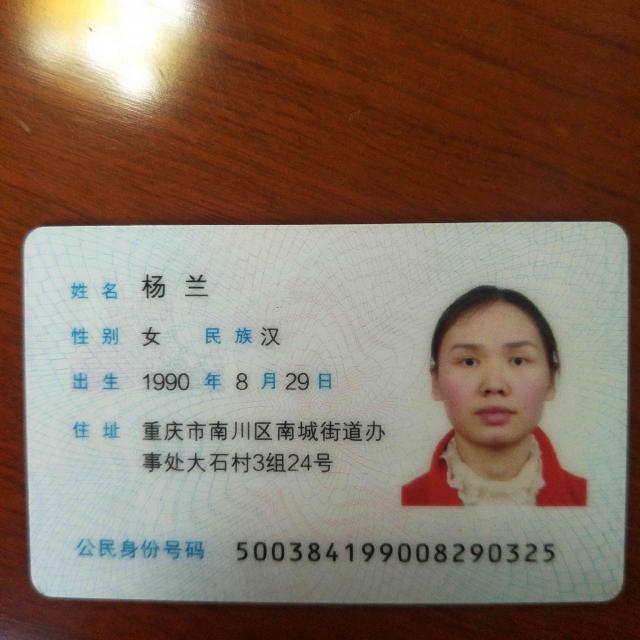 姓名 杨兰
性别 女 民族 汉
出生 1990 年 8 月 29 日
住址 重庆市南川区南城街道办
事处大石村3组24号
公民身份号码 500384199008290325